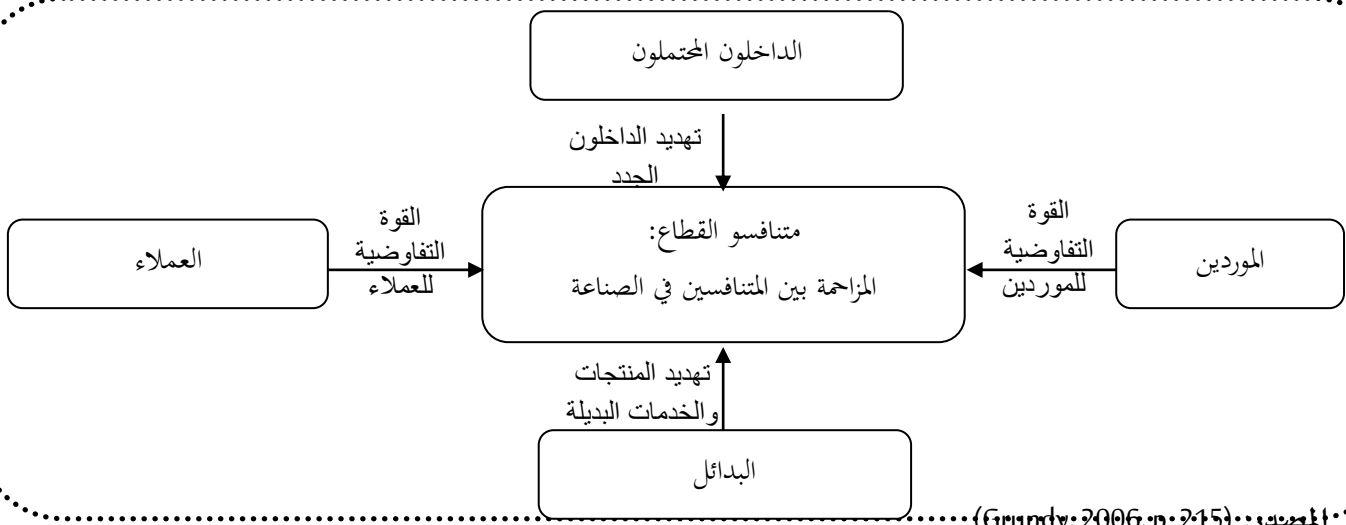 الداخلون المحتملون
تهديد الداخلون
الجدد
القوة
التفاوضية
للموردين
الموردين
متنافسو القطاع:
المزاحمة بين المتنافسين في الصناعة
القوة
التفاوضية
للعملاء
العملاء
تهديد المنتجات
والخدمات البديلة
البدائل
المصدر: (Grundy, 2006, p. 215)